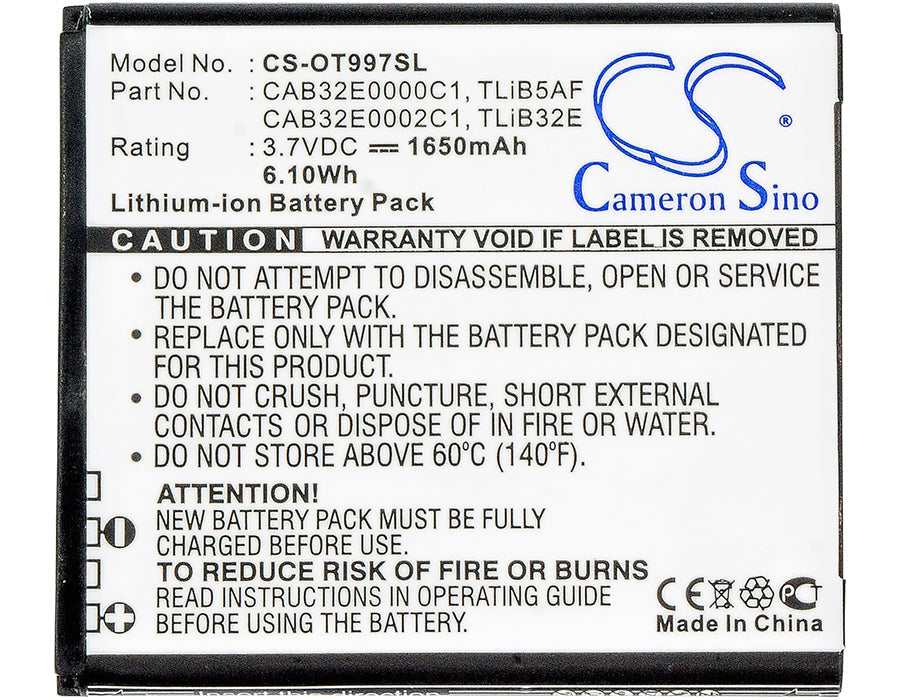 Model No. : CS-OT997SL
Part No. : CAB32E0000C1, TLiB5AF
CAB32E0002C1, TLiB32E
Rating : 3.7VDC 1650mAh
6.10Wh
Lithium-ion Battery Pack
CS
®
Cameron Sino
CAUTION WARRANTY VOID IF LABEL IS REMOVED
• DO NOT ATTEMPT TO DISASSEMBLE, OPEN OR SERVICE
THE BATTERY PACK.
• REPLACE ONLY WITH THE BATTERY PACK DESIGNATED
FOR THIS PRODUCT.
• DO NOT CRUSH, PUNCTURE, SHORT EXTERNAL
CONTACTS OR DISPOSE OF IN FIRE OR WATER.
• DO NOT STORE ABOVE 60°C (140°F).
ATTENTION!
NEW BATTERY PACK MUST BE FULLY
CHARGED BEFORE USE.
TO REDUCE RISK OF FIRE OR BURNS
READ INSTRUCTIONS IN OPERATING GUIDE
BEFORE USING THE BATTERY PACK.
CE PCT
Made In China